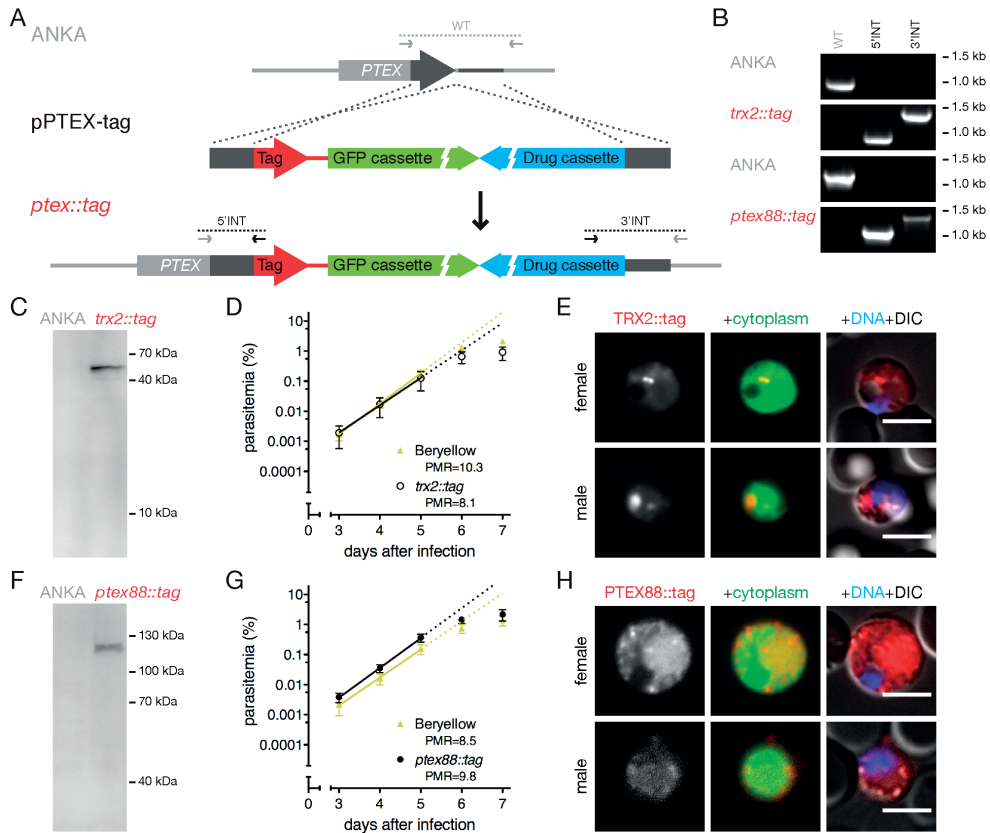 A
ANKA
WT
PTEX
pPTEX-tag
Tag
GFP cassette
Drug cassette
ptex::tag
5'INT
3'INT
PTEX
Tag
GFP cassette
Drug cassette
B
WT
5'INT
3'INT
ANKA
1.5 kb
1.0 kb
trx2::tag
1.5 kb
1.0 kb
ANKA
1.5 kb
1.0 kb
ptex88::tag
1.5 kb
1.0 kb
C
ANKA trx2::tag
70 kDa
40 kDa
10 kDa
D
parasitemia (%)
10
1
0.1
0.01
0.001
0.0001
0
Beryellow
PMR=10.3
trx2::tag
PMR=8.1
0 3 4 5 6 7
days after infection
E
TRX2::tag
+cytoplasm
+DNA+DIC
female
male
F
ANKA ptex88::tag
130 kDa
100 kDa
70 kDa
40 kDa
G
parasitemia (%)
10
1
0.1
0.01
0.001
0.0001
0
Beryellow
PMR=8.5
ptex88::tag
PMR=9.8
0 3 4 5 6 7
days after infection
H
PTEX88::tag
+cytoplasm
+DNA+DIC
female
male